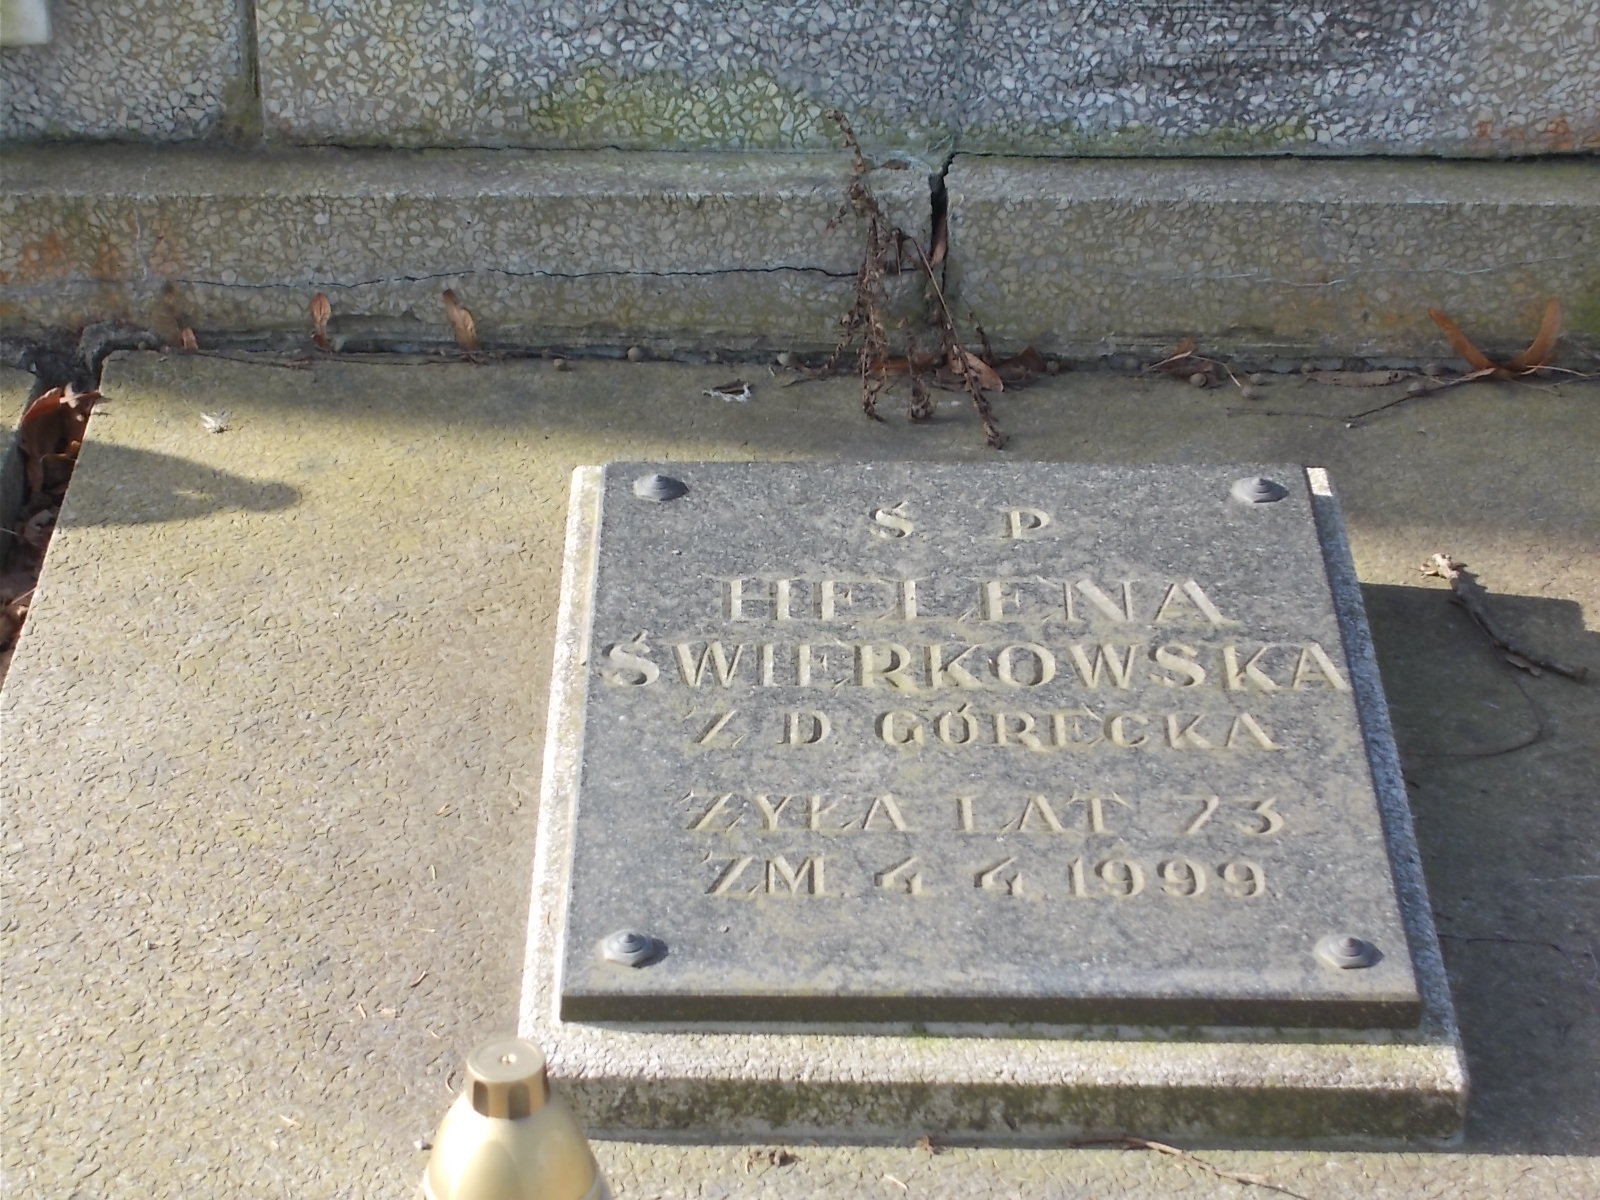 Ś P
HELENA
ŚWIERKOWSKA
Z D GÓRECKA
ŻYŁA LAT 73
ZM 4 4 1999